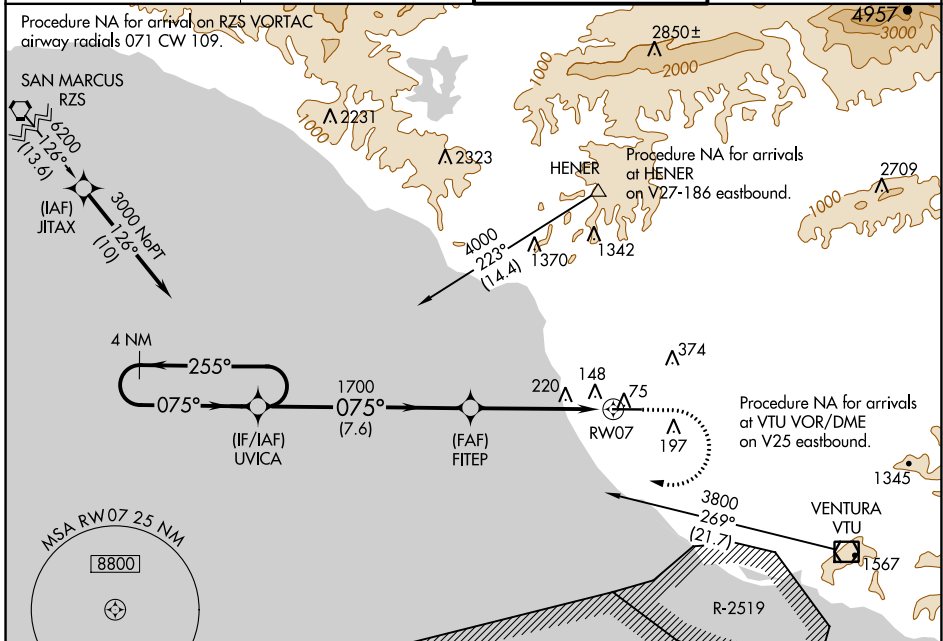 Procedure NA for arrival on RZS VORTAC
airway radials 071 CW 109.
4957
3000
2850±
1000
2000
SAN MARCUS
RZS
6200
126°
(13.6)
2231
1000
2323
HENER
Procedure NA for arrivals
at HENER
on V27-186 eastbound.
2709
1000
(IAF)
JITAX
3000 NoPT
126°
(10)
4000
223°
(14.4)
1370
1342
4 NM
255°
075°
1700
075°
(7.6)
374
148
220
75
RW07
197
(IF/IAF)
UVICA
(FAF)
FITEP
Procedure NA for arrivals
at VTU VOR/DME
on V25 eastbound.
1345
3800
269°
(21.7)
VENTURA
VTU
1567
MSA RW07 25 NM
8800
R-2519